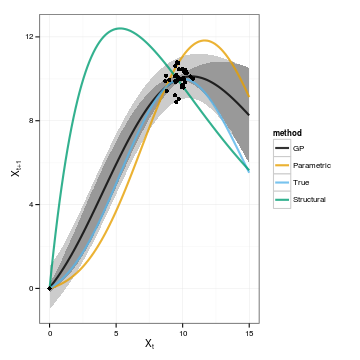 12
8
4
0
X_{t+1}
0
5
10
15
X_t
method
GP
Parametric
True
Structural